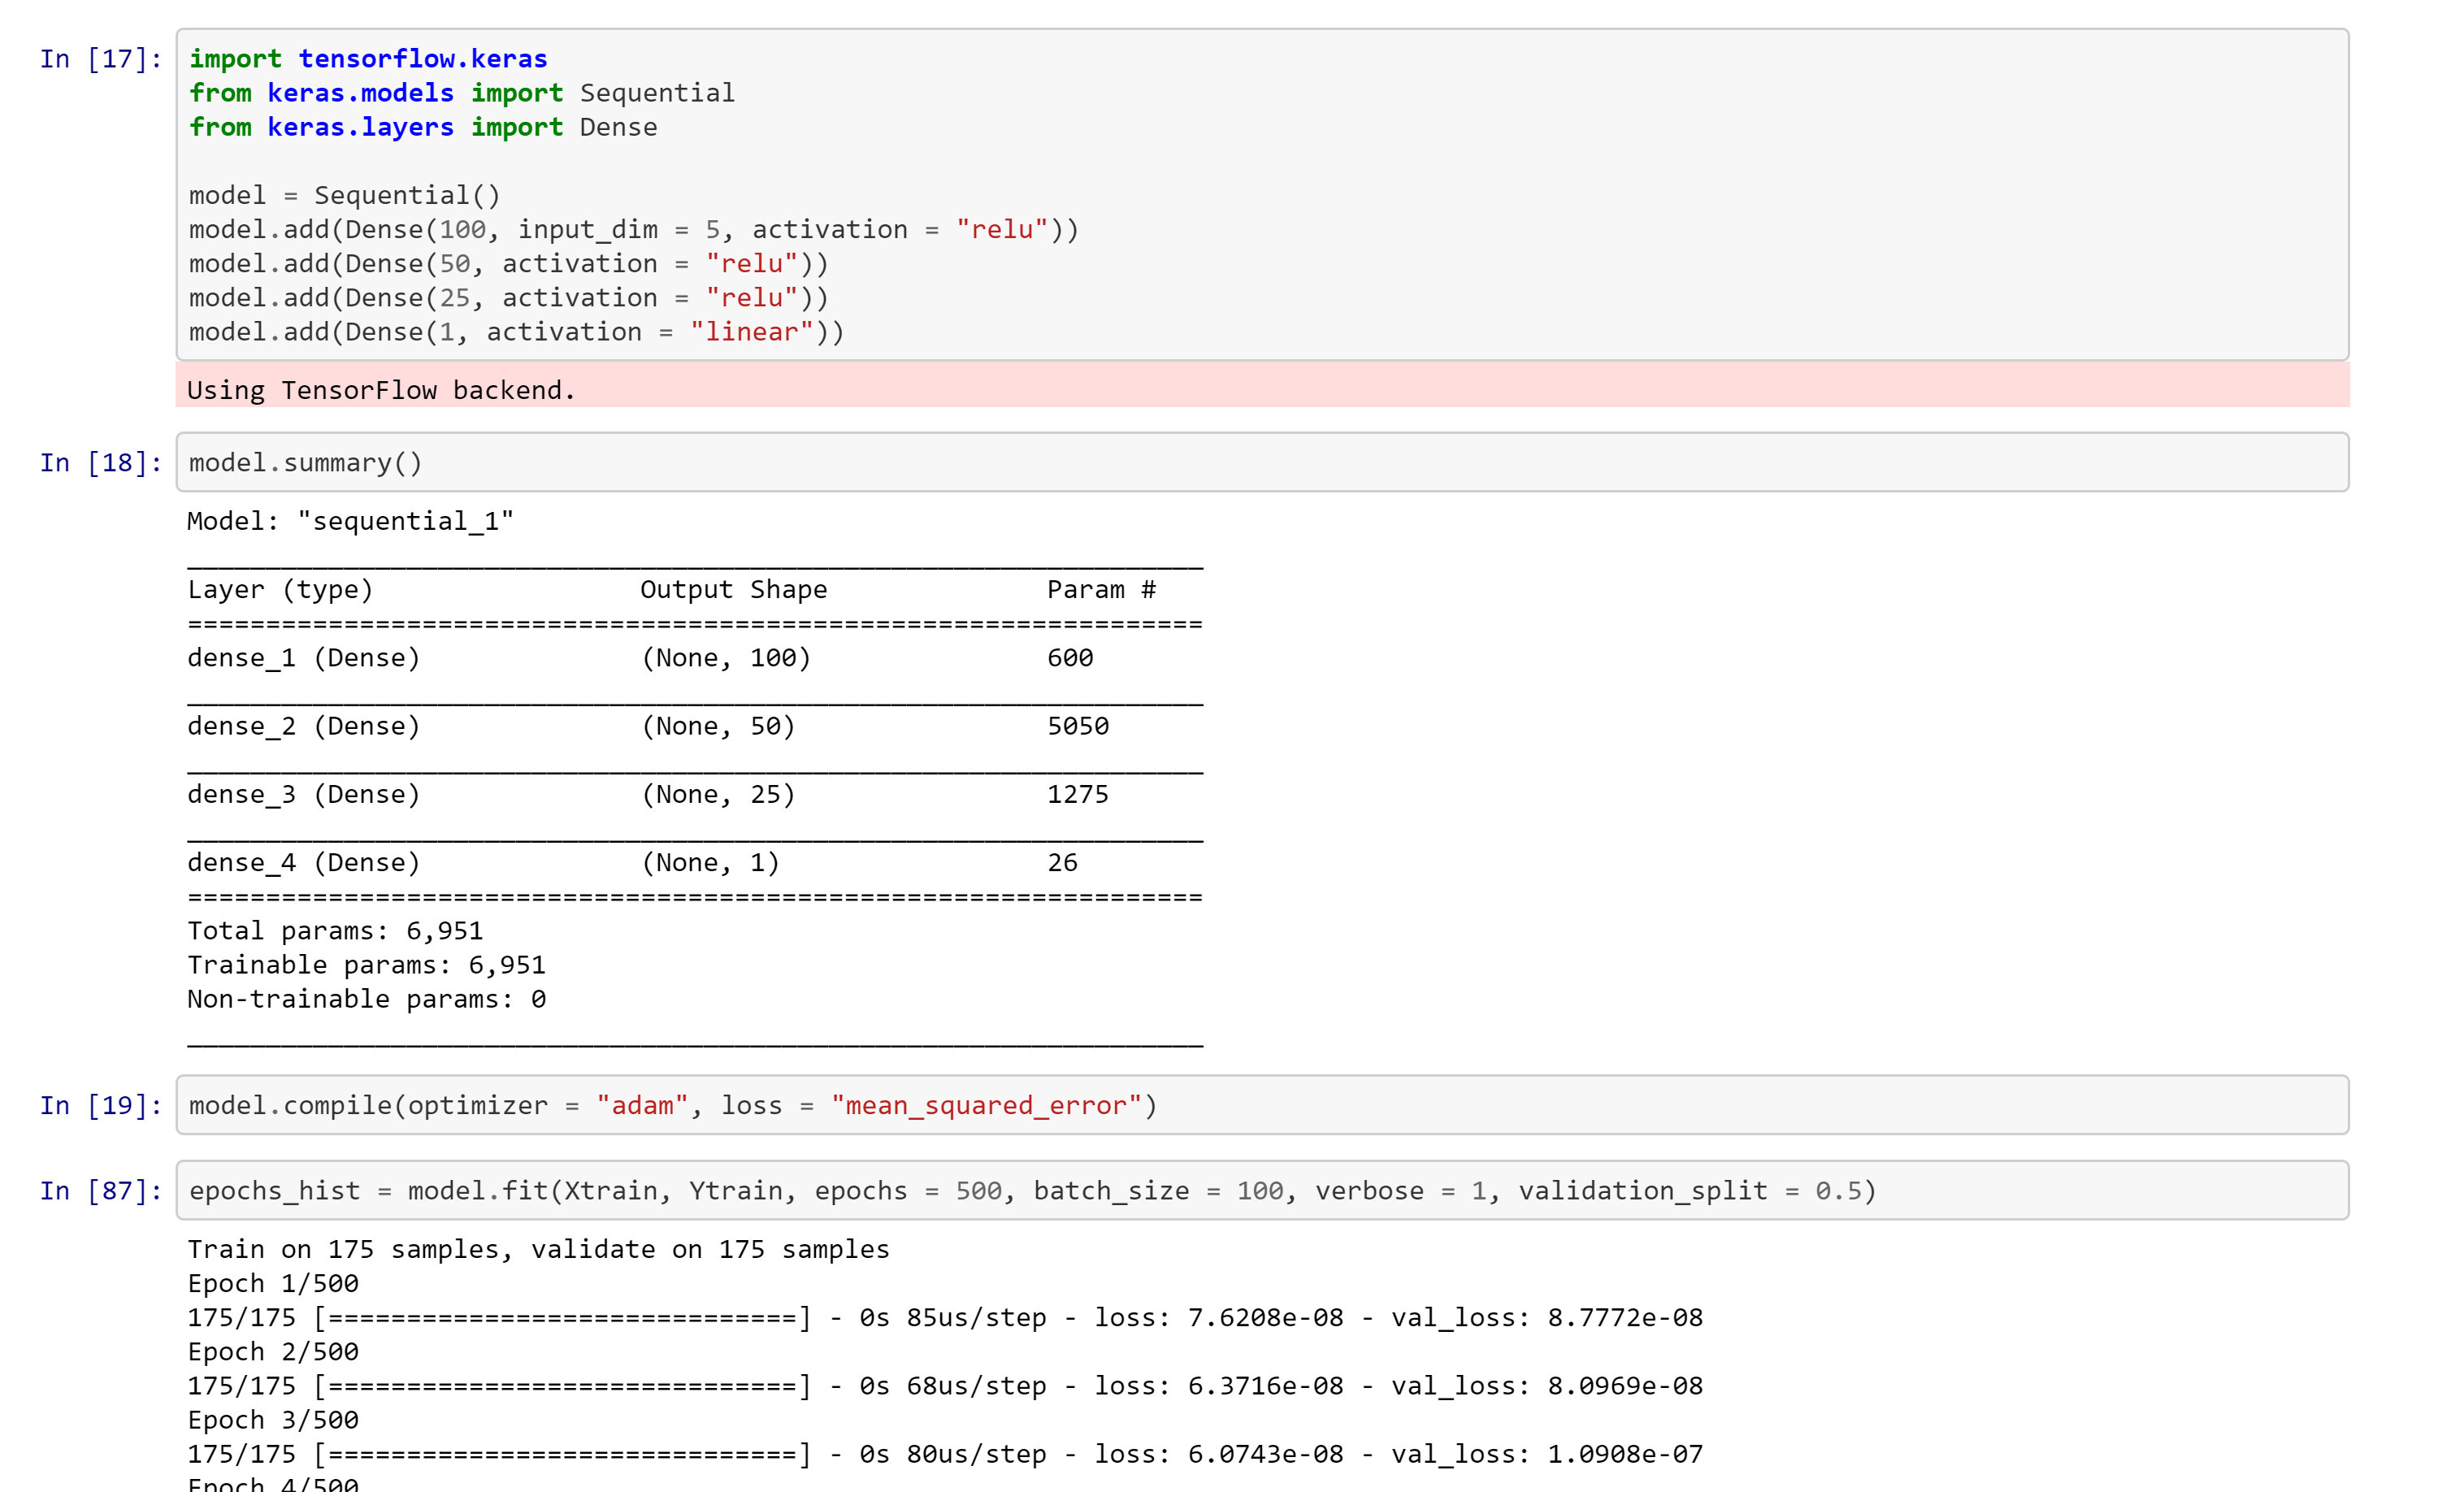 In [17]: import tensorflow.keras
from keras.models import Sequential
from keras.layers import Dense
model = Sequential()
model.add(Dense(100, input_dim = 5, activation = "relu"))
model.add(Dense(50, activation = "relu"))
model.add(Dense(25, activation = "relu"))
model.add(Dense(1, activation = "linear"))
Using TensorFlow backend.
In [18]: model.summary()
Model: "sequential_1"
_________________________________________________________________
Layer (type)                 Output Shape              Param #
=================================================================
dense_1 (Dense)              (None, 100)               600
_________________________________________________________________
dense_2 (Dense)              (None, 50)                5050
_________________________________________________________________
dense_3 (Dense)              (None, 25)                1275
_________________________________________________________________
dense_4 (Dense)              (None, 1)                 26
=================================================================
Total params: 6,951
Trainable params: 6,951
Non-trainable params: 0
_________________________________________________________________
In [19]: model.compile(optimizer = "adam", loss = "mean_squared_error")
In [87]: epochs_hist = model.fit(Xtrain, Ytrain, epochs = 500, batch_size = 100, verbose = 1, validation_split = 0.5)
Train on 175 samples, validate on 175 samples
Epoch 1/500
175/175 [==============================] - 0s 85us/step - loss: 7.6208e-08 - val_loss: 8.7772e-08
Epoch 2/500
175/175 [==============================] - 0s 68us/step - loss: 6.3716e-08 - val_loss: 8.0969e-08
Epoch 3/500
175/175 [==============================] - 0s 80us/step - loss: 6.0743e-08 - val_loss: 1.0908e-07
Epoch 4/500